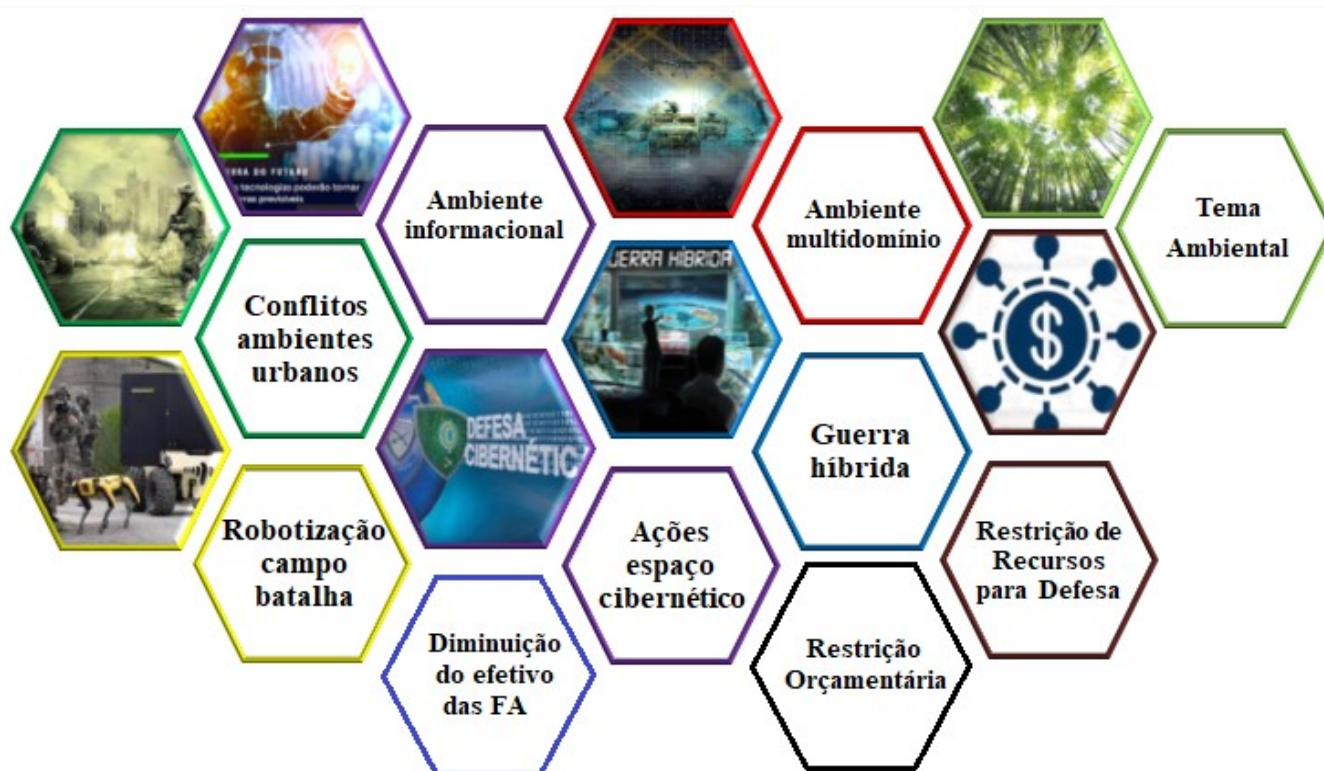 RRA DO FUTURO
tecnologias poderão tornar
ras previsíveis
Ambiente
informacional
Ambiente
multidomínio
Tema
Ambiental
Conflitos
ambientes
urbanos
UERRA HÍBRIDA
DEFESA
CIBERNÉTIC
Guerra
híbrida
Robotização
campo
batalha
Ações
espaço
cibernético
Restrição de
Recursos
para Defesa
$
Diminuição
do efetivo
das FA
Restrição
Orçamentária